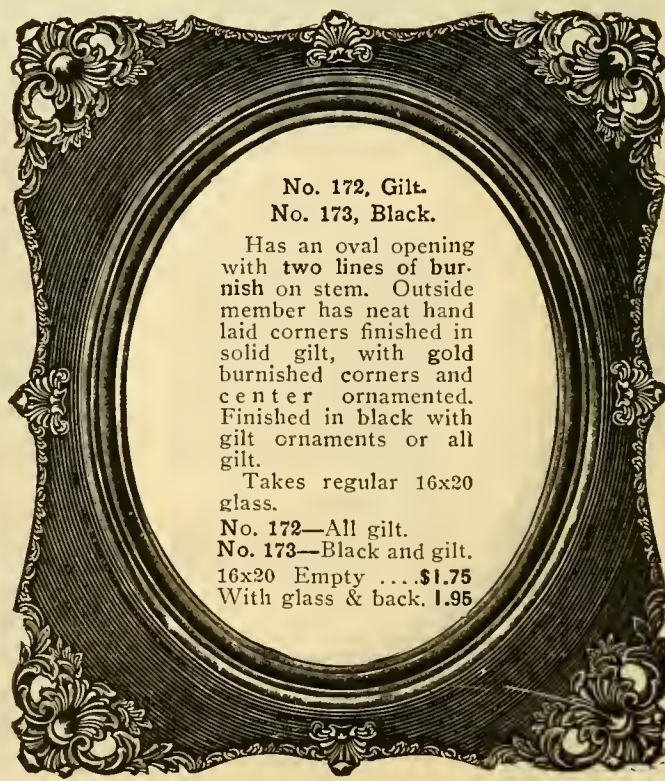 No. 172, Gilt.
No. 173, Black.
Has an oval opening
with two lines of bur-
nish on stem. Outside
member has neat hand
laid corners finished in
solid gilt, with gold
burnished corners and
center ornamented.
Finished in black with
gilt ornaments or all
gilt.
Takes regular 16x20
glass.
No. 172—All gilt.
No. 173—Black and gilt.
16x20 Empty ....$1.75
With glass & back. 1.95